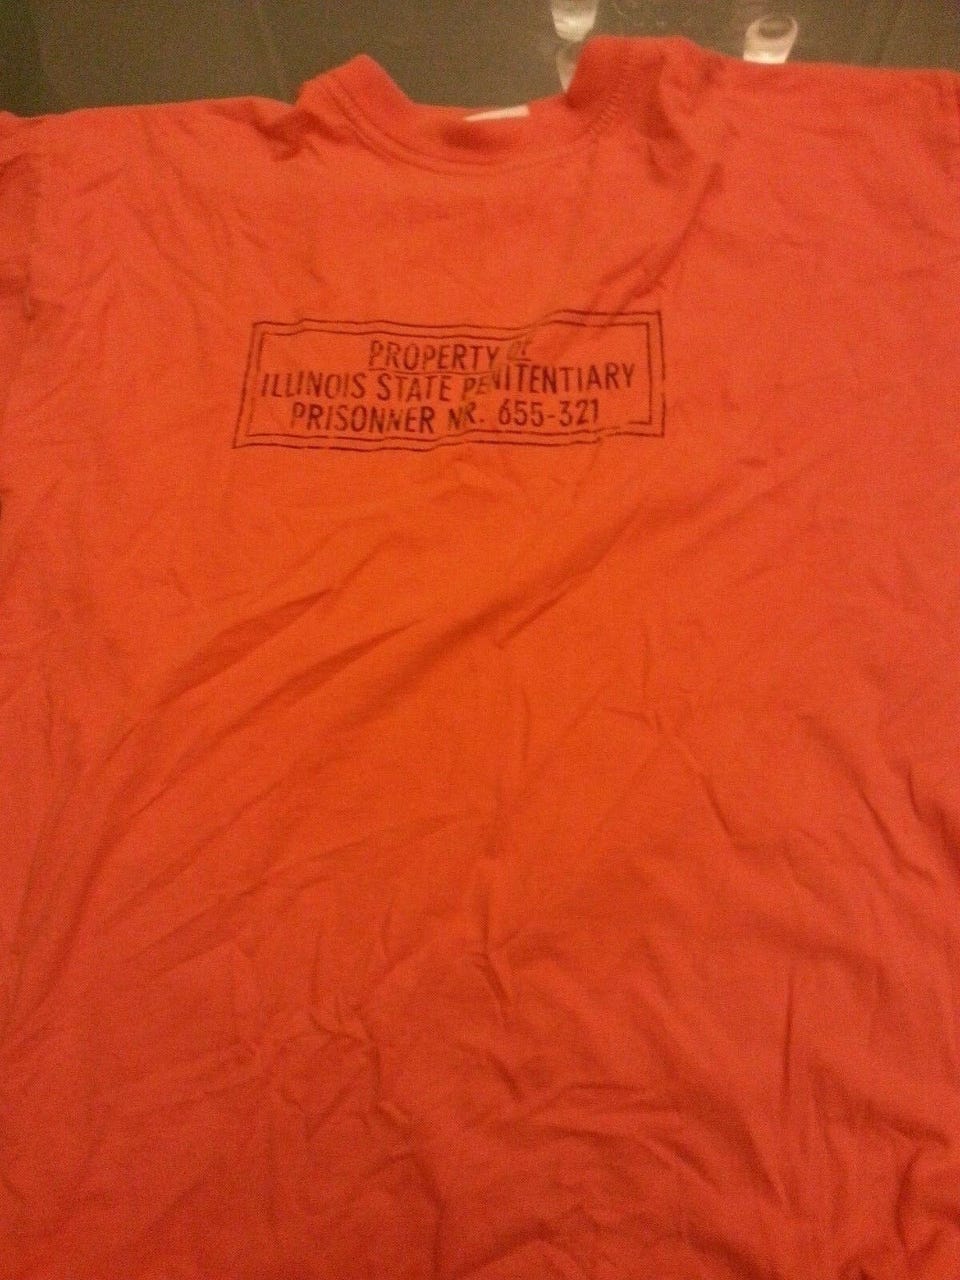 PROPERTY OF
ILLINOIS STATE PENITENTIARY
PRISONNER NR. 655-321